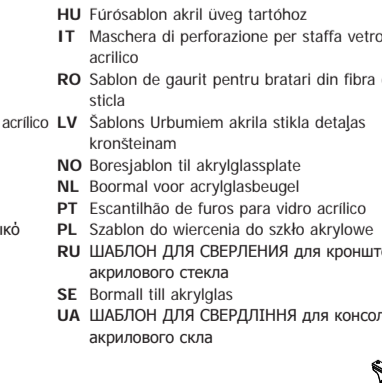 HU Fúrósablon akril üveg tartóhoz
IT Maschera di perforazione per staffa vetro
acrilico
RO Sablon de gaurit pentru bratari din fibra
sticla
acrílico LV Šablons Urbumiem akrila stikla detaļas
kronšteinam
NO Boresjablon til akrylglassplate
NL Boormal voor acrylglasbeugel
PT Escantilhão de furos para vidro acrílico
PL Szablon do wiercenia do szkło akrylowe
RU ШАБЛОН ДЛЯ СВЕРЛЕНИЯ для
акрилового стекла
SE Bormall till akrylglas
UA ШАБЛОН ДЛЯ СВЕРДЛІННЯ для
акрилового скла